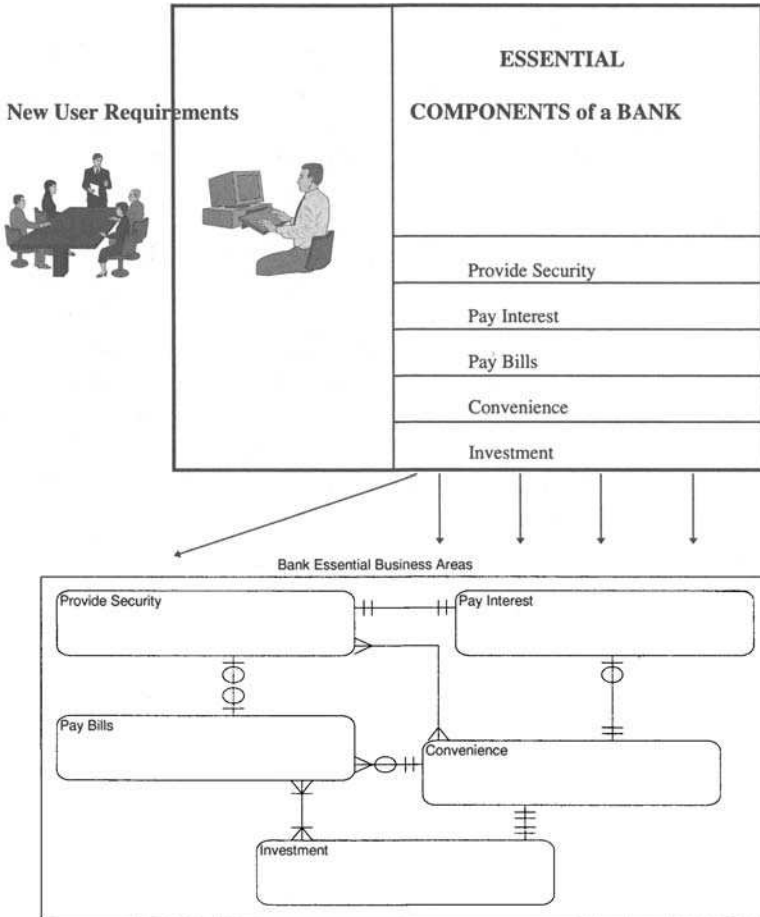 ESSENTIAL
New User Requirements
COMPONENTS of a BANK
Provide Security
Pay Interest
Pay Bills
Convenience
Investment
Bank Essential Business Areas
Provide Security
Pay Interest
Pay Bills
Convenience
Investment